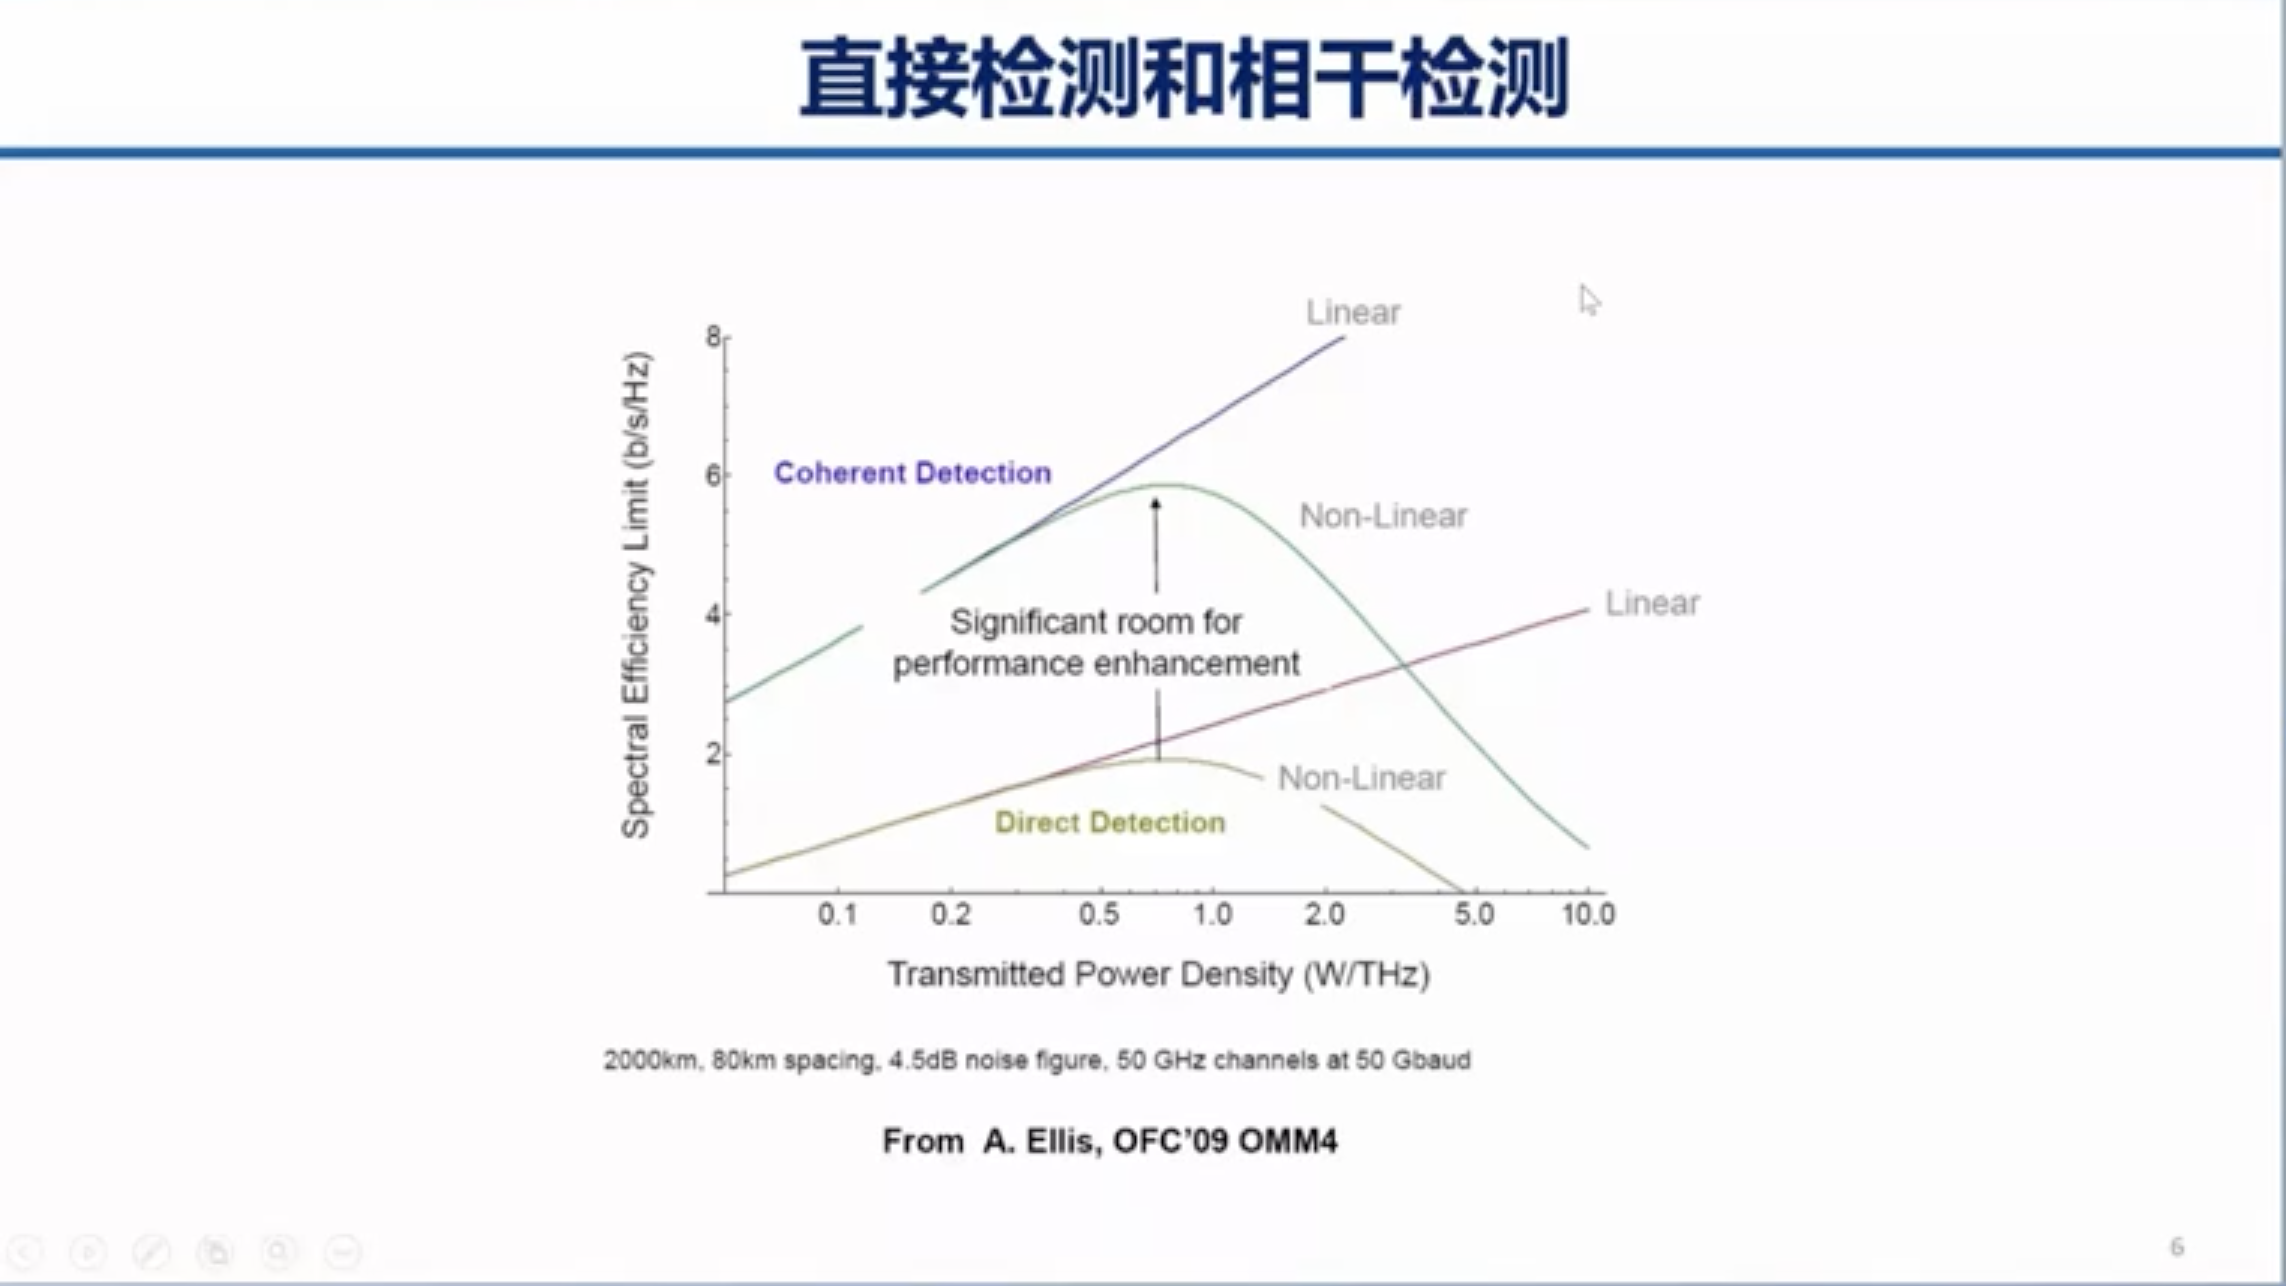 直接检测和相干检测
Linear
8
Coherent Detection
6
Non-Linear
Spectral Efficiency Limit (b/s/Hz)
Linear
4
Significant room for
performance enhancement
2
Non-Linear
Direct Detection
0.1 0.2 0.5 1.0 2.0 5.0 10.0
Transmitted Power Density (W/THz)
2000km, 80km spacing, 4.5dB noise figure, 50 GHz channels at 50 Gbaud
From A. Ellis, OFC’09 OMM4
6